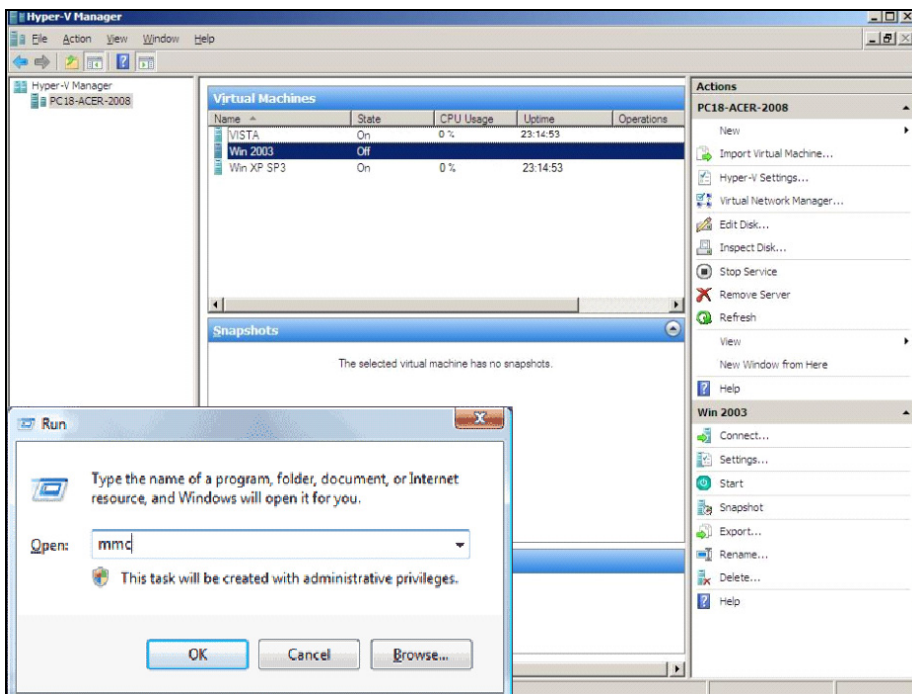 Hyper-V Manager
File Action View Window Help
Hyper-V Manager
PC18-ACER-2008
Virtual Machines
Name State CPU Usage Uptime Operations
VISTA On 0 % 23:14:53
Win 2003 Off
Win XP SP3 On 0 % 23:14:53
Snapshots
The selected virtual machine has no snapshots.
Actions
PC18-ACER-2008
New
Import Virtual Machine...
Hyper-V Settings...
Virtual Network Manager...
Edit Disk...
Inspect Disk...
Stop Service
Remove Server
Refresh
View
New Window from Here
Help
Win 2003
Connect...
Settings...
Start
Snapshot
Export...
Rename...
Delete...
Help
Run
Type the name of a program, folder, document, or Internet
resource, and Windows will open it for you.
Open: mmc
This task will be created with administrative privileges.
OK Cancel Browse...